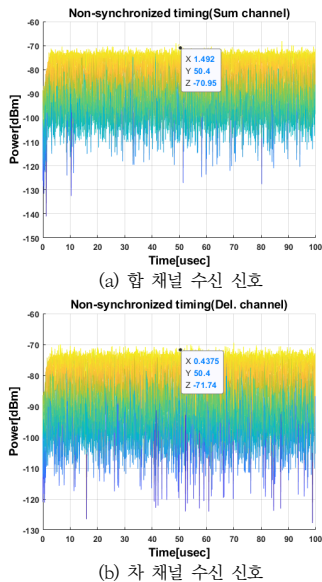 Non-synchronized timing(Sum channel)
-60
-70
-80
-90
-100
-110
-120
-130
-140
-150
Power[dBm]
X 1.492
Y 50.4
Z -70.95
0 10 20 30 40 50 60 70 80 90 100
Time[usec]
(a) 합 채널 수신 신호
Non-synchronized timing(Del. channel)
-60
-70
-80
-90
-100
-110
-120
-130
Power[dBm]
X 0.4375
Y 50.4
Z -71.74
0 10 20 30 40 50 60 70 80 90 100
Time[usec]
(b) 차 채널 수신 신호